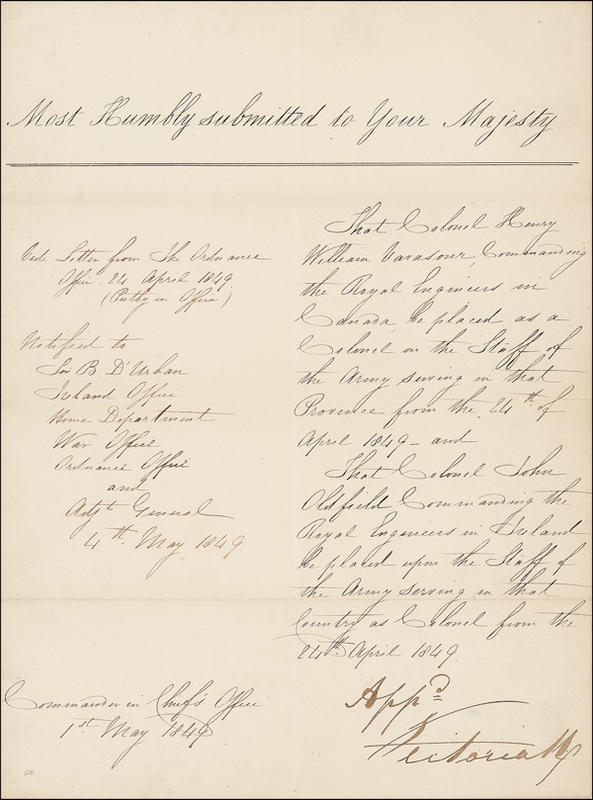 Most Humbly submitted to Your Majesty
Vide Letter from The Ordnance
Office. 24 April 1849.
Notified to
Sir B D'Urban
Ireland Office
Home Department
War Office
Ordnance Office
and
Adjt. General
4th May 1849.
Commander in Chief's Office
1st May 1849
That Colonel Henry
William Vavasour, Commanding
the Royal Engineers in
Canada, be placed as a
Colonel on the Staff of
the Army serving in that
Province from the 24th of
April 1849 - and
That Colonel John
Oldfield Commanding the
Royal Engineers in Ireland
be placed upon the Staff of
the Army serving in that
Country as Colonel from the
24th April 1849.
Appd
Victoria R